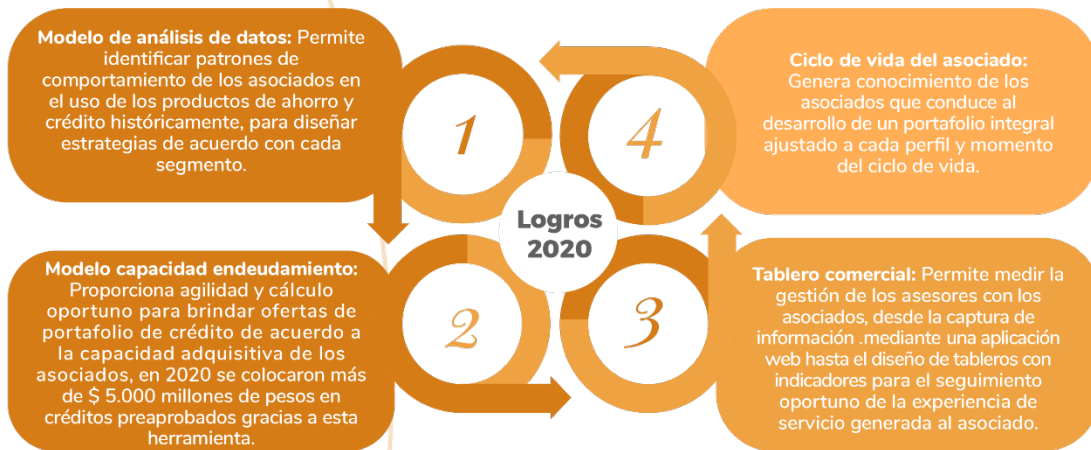 Modelo de análisis de datos: Permite
identificar patrones de
comportamiento de los asociados en
el uso de los productos de ahorro y
crédito históricamente, para diseñar
estrategias de acuerdo con cada
segmento.
1
Modelo capacidad endeudamiento:
Proporciona agilidad y cálculo
oportuno para brindar ofertas de
portafolio de crédito de acuerdo a
la capacidad adquisitiva de los
asociados, en 2020 se colocaron más
de $ 5.000 millones de pesos en
créditos preaprobados gracias a esta
herramienta.
2
Logros
2020
3
Tablero comercial: Permite medir la
gestión de los asesores con los
asociados, desde la captura de
información .mediante una aplicación
web hasta el diseño de tableros con
indicadores para el seguimiento
oportuno de la experiencia de
servicio generada al asociado.
4
Ciclo de vida del asociado:
Genera conocimiento de los
asociados que conduce al
desarrollo de un portafolio integral
ajustado a cada perfil y momento
del ciclo de vida.